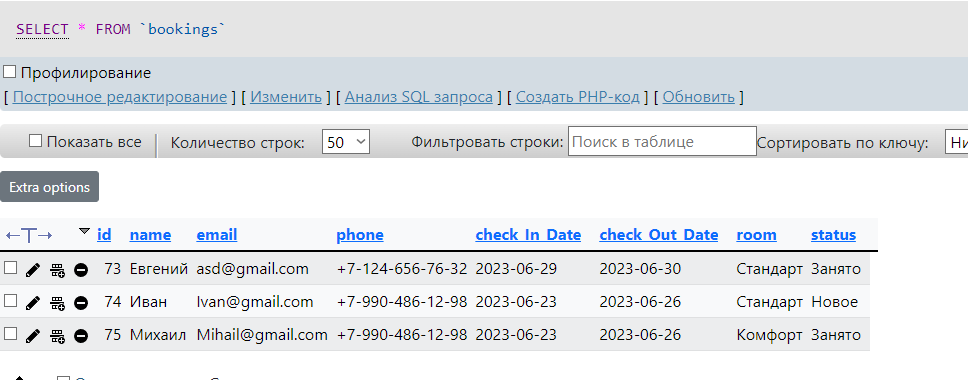 SELECT * FROM `bookings`
Профилирование
[ Построчное редактирование ] [ Изменить ] [ Анализ SQL запроса ] [ Создать PHP-код ] [ Обновить ]
Показать все Количество строк: 50 Фильтровать строки: Поиск в таблице Сортировать по ключу: Ни
Extra options
←T→ id name email phone check_In_Date check_Out_Date room status
73 Евгений asd@gmail.com +7-124-656-76-32 2023-06-29 2023-06-30 Стандарт Занято
74 Иван Ivan@gmail.com +7-990-486-12-98 2023-06-23 2023-06-26 Стандарт Новое
75 Михаил Mihail@gmail.com +7-990-486-12-98 2023-06-23 2023-06-26 Комфорт Занято